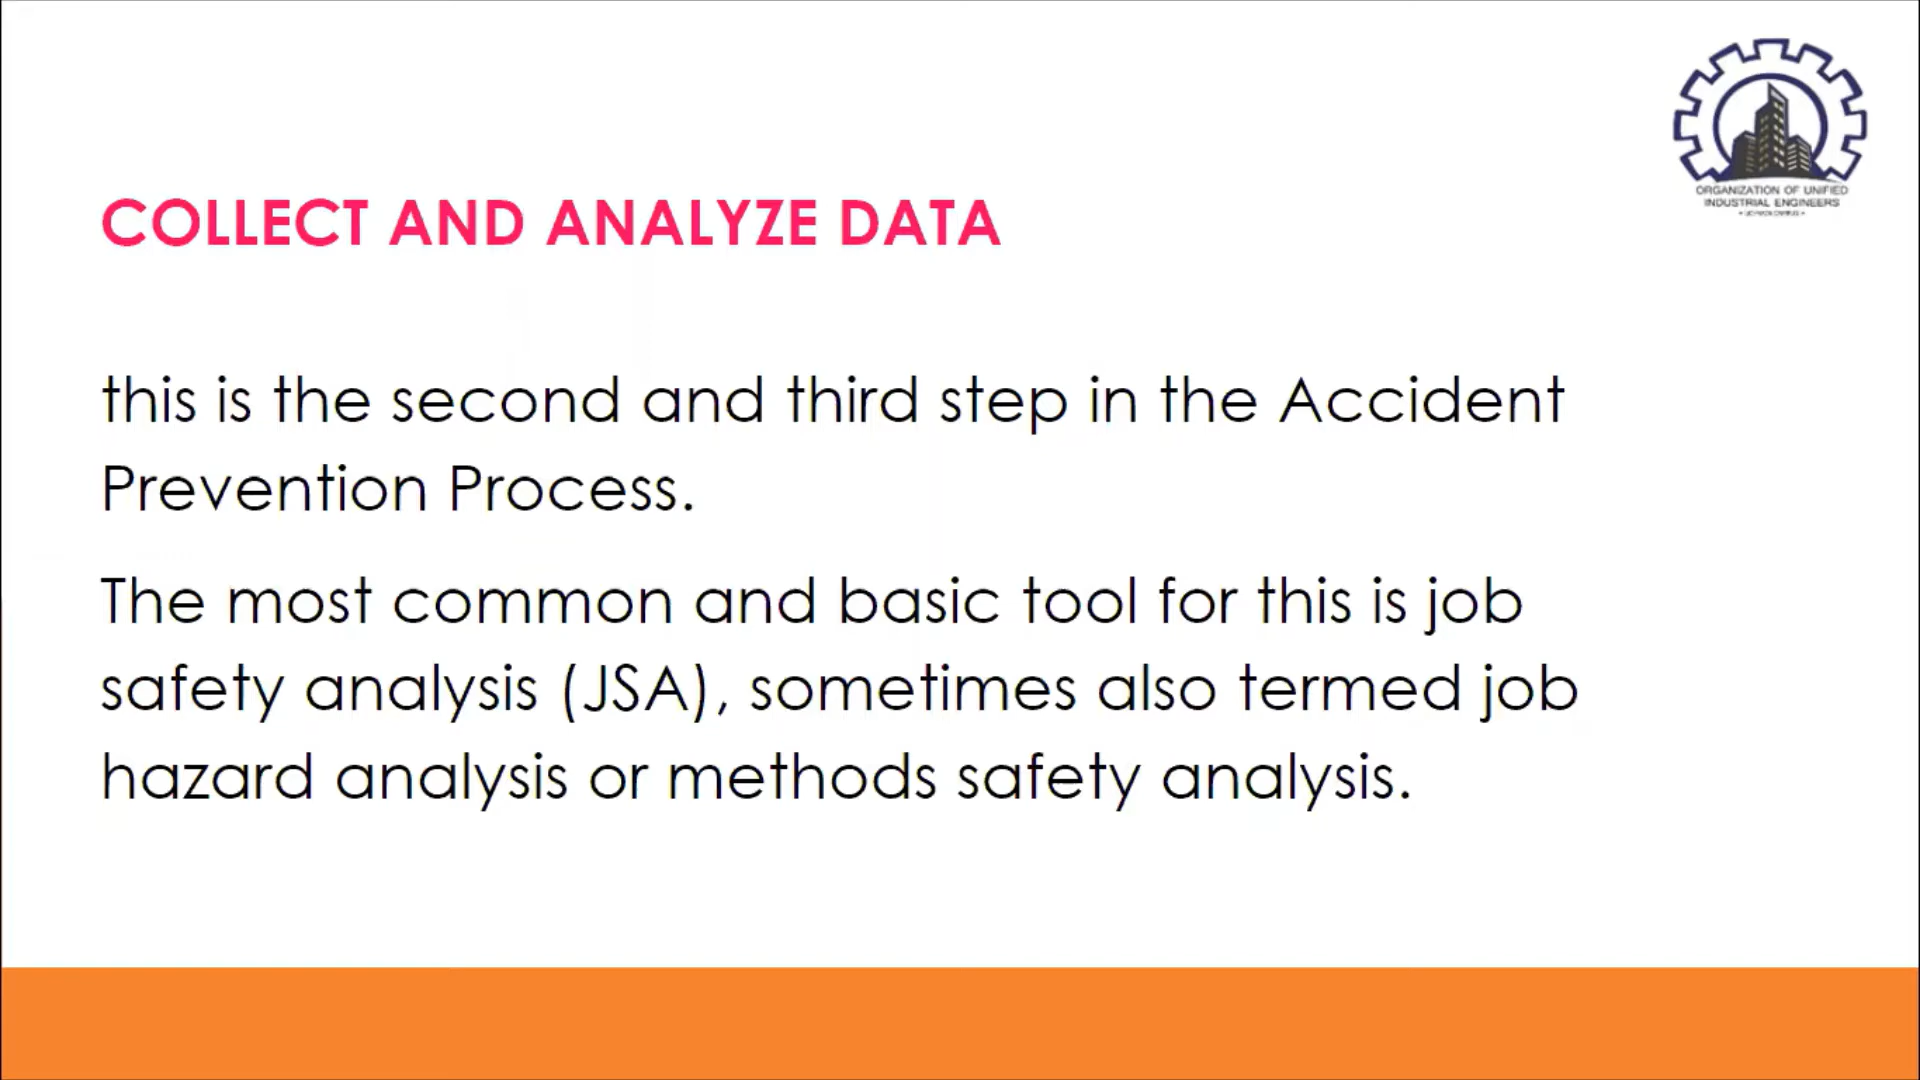 ORGANIZATION OF UNIFIED
INDUSTRIAL ENGINEERS
COLLECT AND ANALYZE DATA
this is the second and third step in the Accident
Prevention Process.
The most common and basic tool for this is job
safety analysis (JSA), sometimes also termed job
hazard analysis or methods safety analysis.